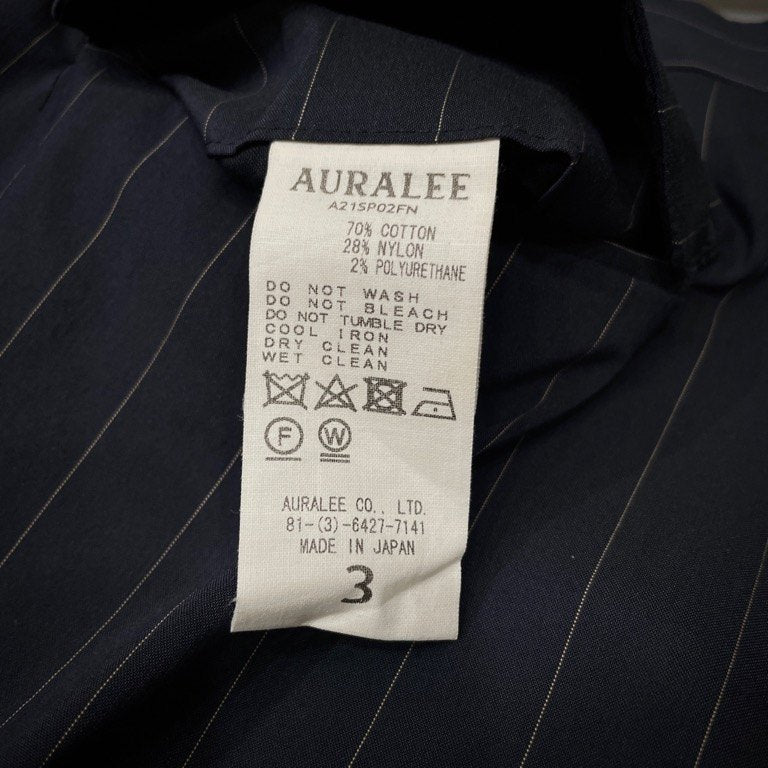 AURALEE
A21SP02FN
70% COTTON
28% NYLON
2% POLYURETHANE
DO NOT WASH
DO NOT BLEACH
DO NOT TUMBLE DRY
COOL IRON
DRY CLEAN
WET CLEAN
F W
AURALEE CO., LTD.
81-(3)-6427-7141
MADE IN JAPAN
3